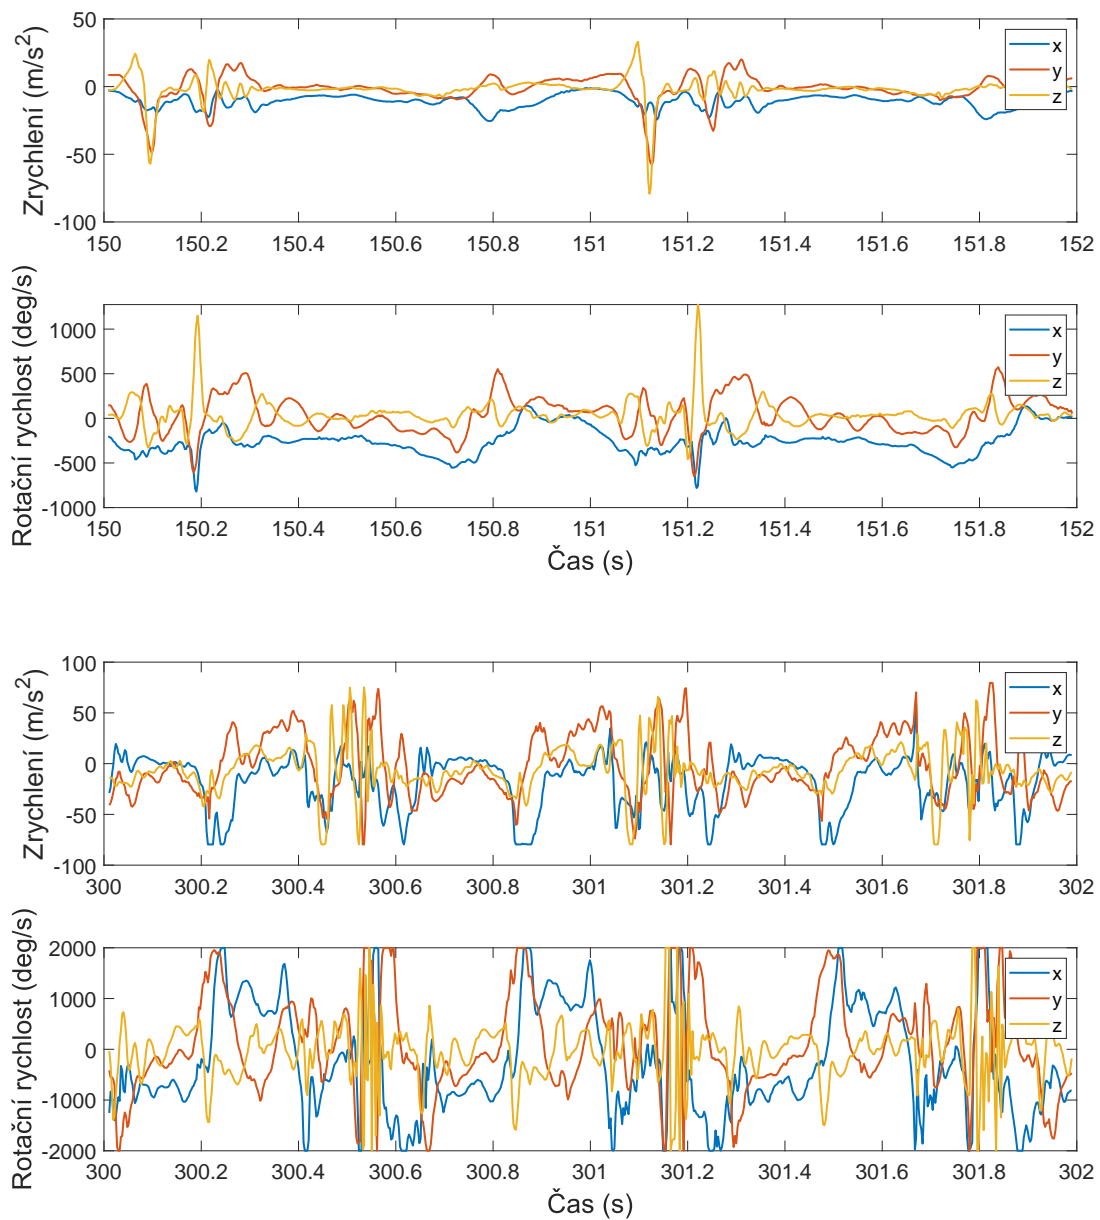 Zrychlení (m/s²)
50
0
-50
-100
x
y
z
150 150.2 150.4 150.6 150.8 151 151.2 151.4 151.6 151.8 152
Rotační rychlost (deg/s)
1000
500
0
-500
-1000
x
y
z
150 150.2 150.4 150.6 150.8 151 151.2 151.4 151.6 151.8 152
Čas (s)
Zrychlení (m/s²)
100
50
0
-50
-100
x
y
z
300 300.2 300.4 300.6 300.8 301 301.2 301.4 301.6 301.8 302
Rotační rychlost (deg/s)
2000
1000
0
-1000
-2000
x
y
z
300 300.2 300.4 300.6 300.8 301 301.2 301.4 301.6 301.8 302
Čas (s)